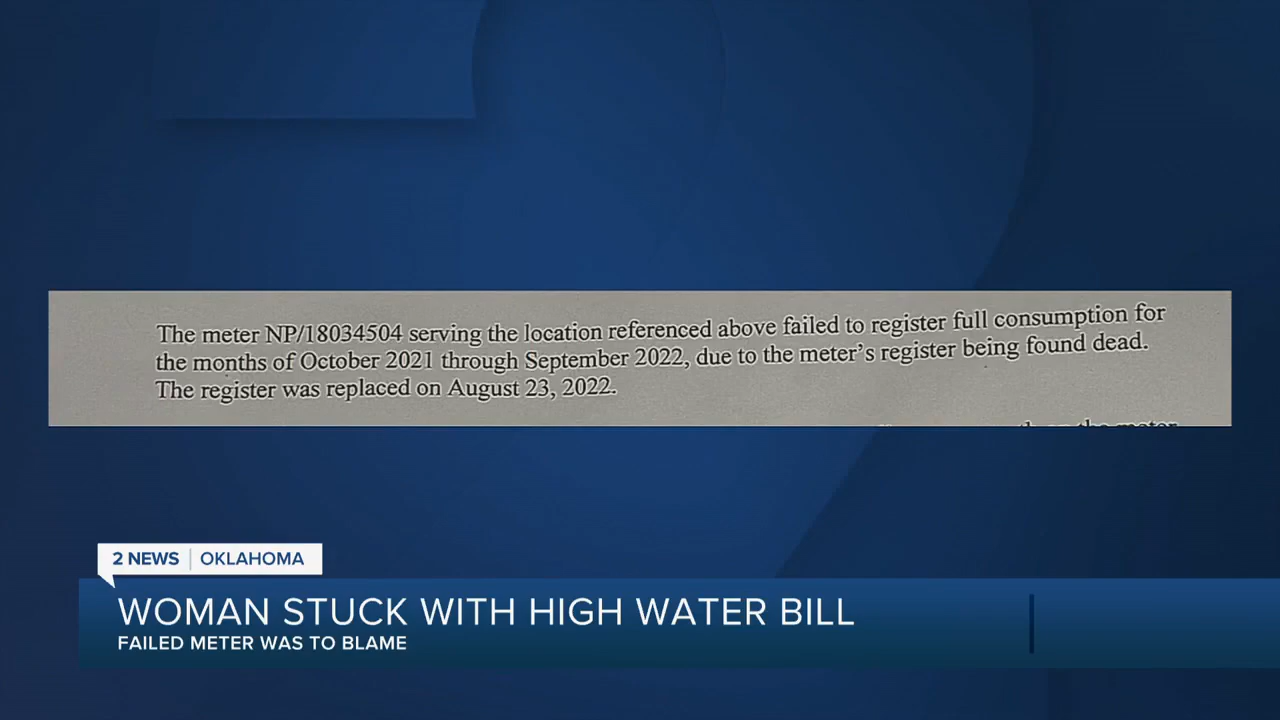 The meter NP/18034504 serving the location referenced above failed to register full consumption for
the months of October 2021 through September 2022, due to the meter's register being found dead.
The register was replaced on August 23, 2022.
the meter
2 NEWS | OKLAHOMA
WOMAN STUCK WITH HIGH WATER BILL
FAILED METER WAS TO BLAME